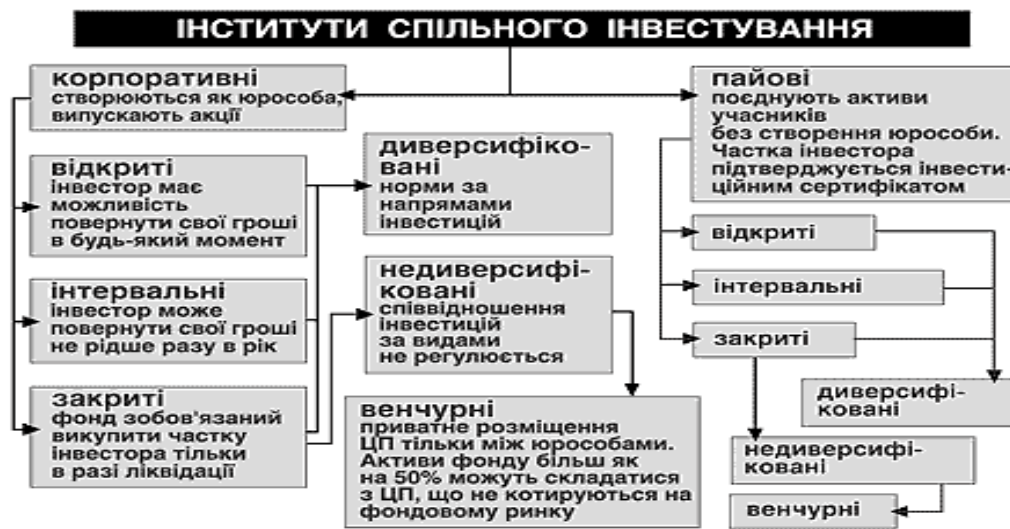 ІНСТИТУТИ СПІЛЬНОГО ІНВЕСТУВАННЯ
корпоративні
створюються як юрособа,
випускають акції
відкриті
інвестор має
можливість
повернути свої гроші
в будь-який момент
інтервальні
інвестор може
повернути свої гроші
не рідше разу в рік
закриті
фонд зобов'язаний
викупити частку
інвестора тільки
в разі ліквідації
диверсифіко-
вані
норми за
напрямами
інвестицій
недиверсифі-
ковані
співвідношення
інвестицій
за видами
не регулюється
венчурні
приватне розміщення
ЦП тільки між юрособами.
Активи фонду більш як
на 50% можуть складатися
з ЦП, що не котируються на
фондовому ринку
пайові
поєднують активи
учасників
без створення юрособи.
Частка інвестора
підтверджується інвести-
ційним сертифікатом
відкриті
інтервальні
закриті
диверсифі-
ковані
недиверсифі-
ковані
венчурні